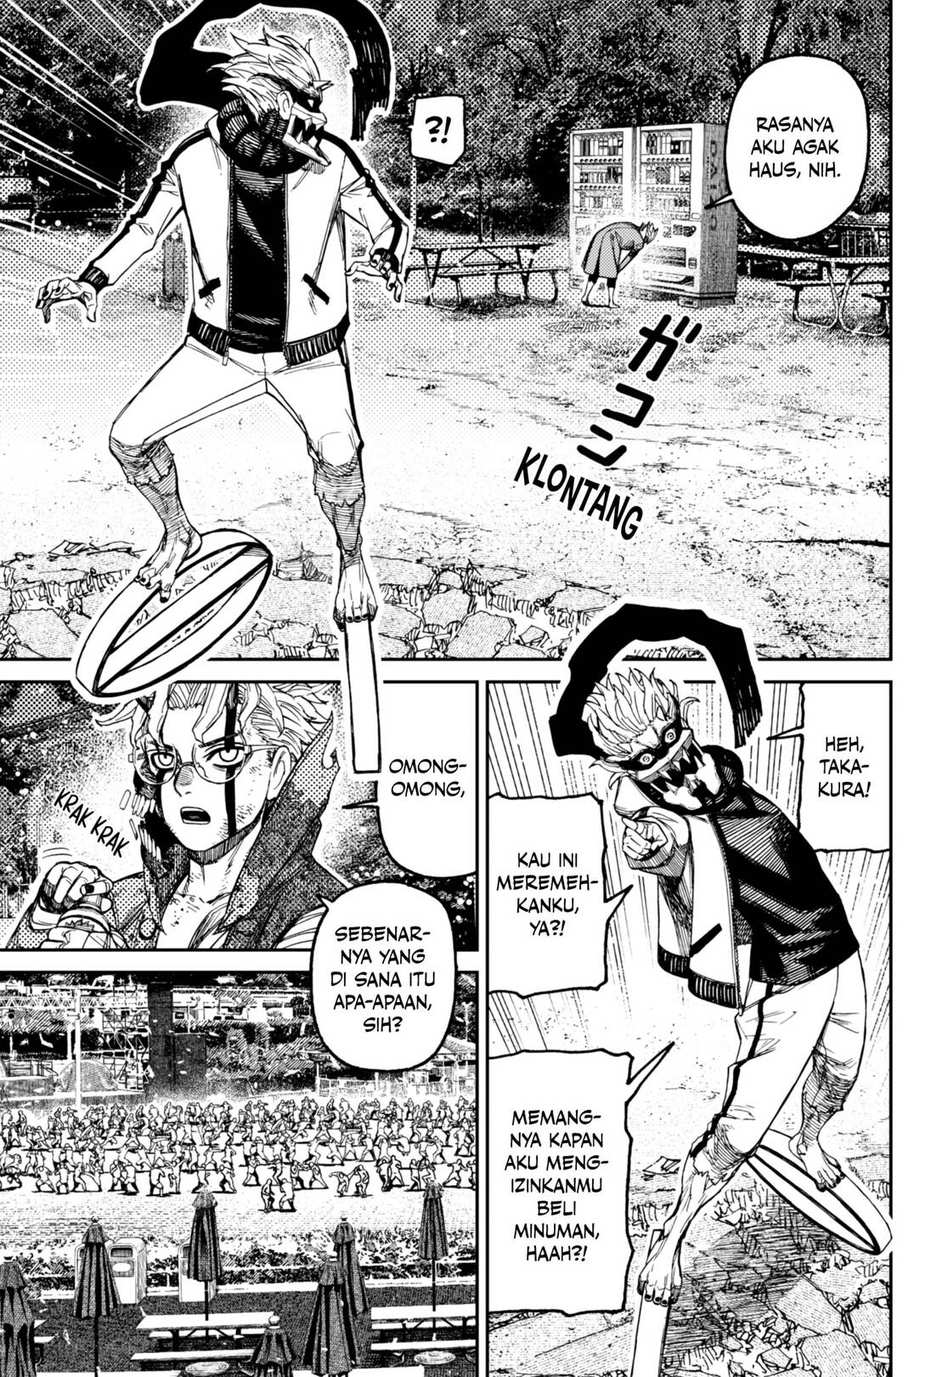 RASANYA
AKU AGAK
HAUS, NIH.
?!
ガコン
KLONTANG
HEH,
TAKA-
KURA!
KAU INI
MEREMEH-
KANKU,
YA?!
MEMANG-
NYA KAPAN
AKU MENG-
IZINKANMU
BELI
MINUMAN,
HAAH?!
OMONG-
OMONG,
KRAK KRAK
SEBENAR-
NYA YANG
DI SANA ITU
APA-APAAN,
SIH?